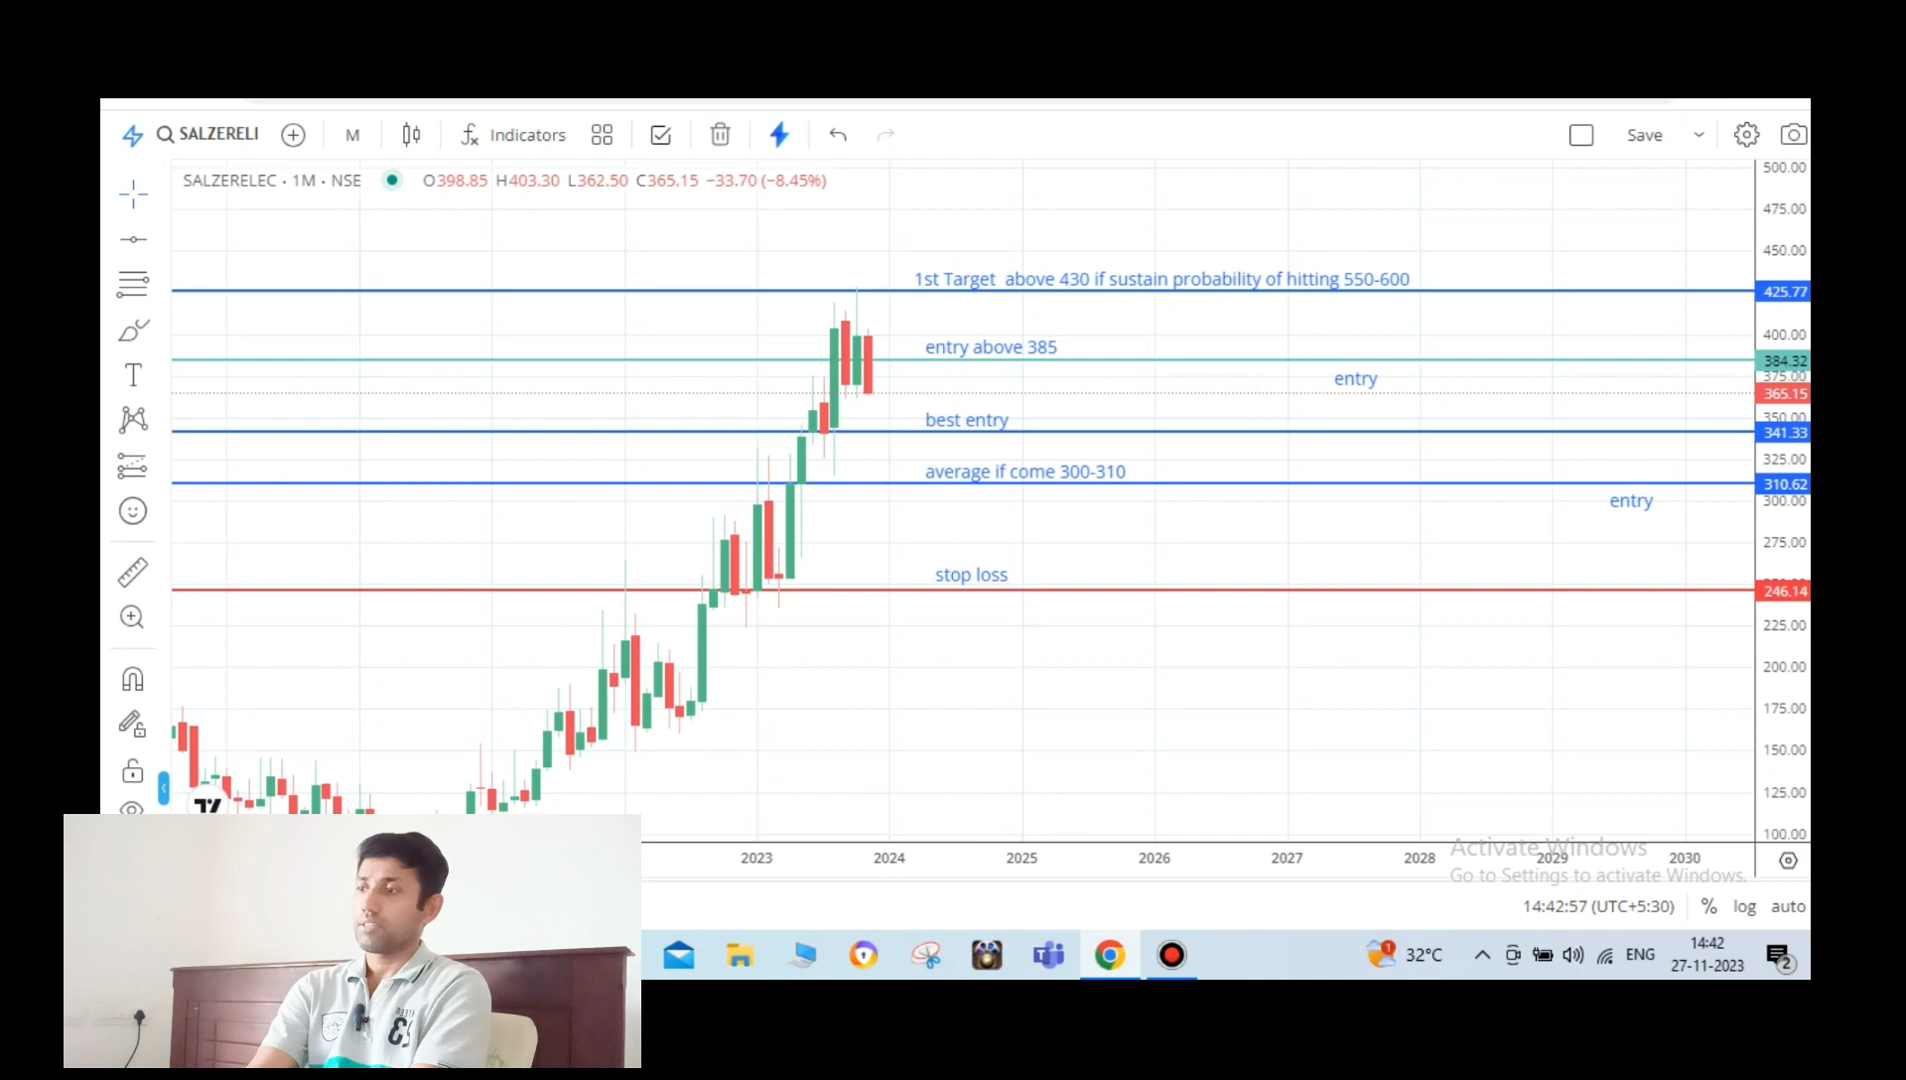 SALZERELI
M
Indicators
Save
SALZERELEC · 1M · NSE
O398.85 H403.30 L362.50 C365.15 −33.70 (−8.45%)
500.00
475.00
450.00
1st Target above 430 if sustain probability of hitting 550-600
425.77
400.00
entry above 385
384.32
375.00
entry
365.15
best entry
350.00
341.33
average if come 300-310
325.00
310.62
entry
300.00
275.00
stop loss
246.14
225.00
200.00
175.00
150.00
125.00
100.00
2023 2024 2025 2026 2027 2028 2029 2030
Activate Windows
Go to Settings to activate Windows.
14:42:57 (UTC+5:30) % log auto
1 32°C ENG 14:42
27-11-2023
2